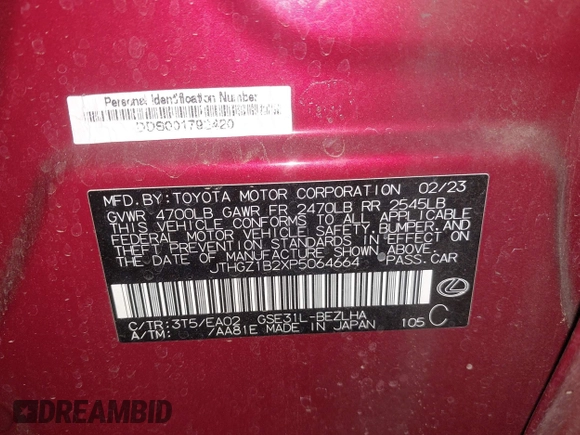 Personal Identification Number
DDS001792420
MFD. BY: TOYOTA MOTOR CORPORATION 02/23
GVWR 4700LB GAWR FR 2470LB RR 2545LB
THIS VEHICLE CONFORMS TO ALL APPLICABLE
FEDERAL MOTOR VEHICLE SAFETY, BUMPER, AND
THEFT PREVENTION STANDARDS IN EFFECT ON
THE DATE OF MANUFACTURE SHOWN ABOVE.
JTHGZ1B2XP5064664 PASS. CAR
C/TR: 3T5/EA02 GSE31L-BEZLHA
A/TM: /AA81E MADE IN JAPAN 105 C
DREAMBID